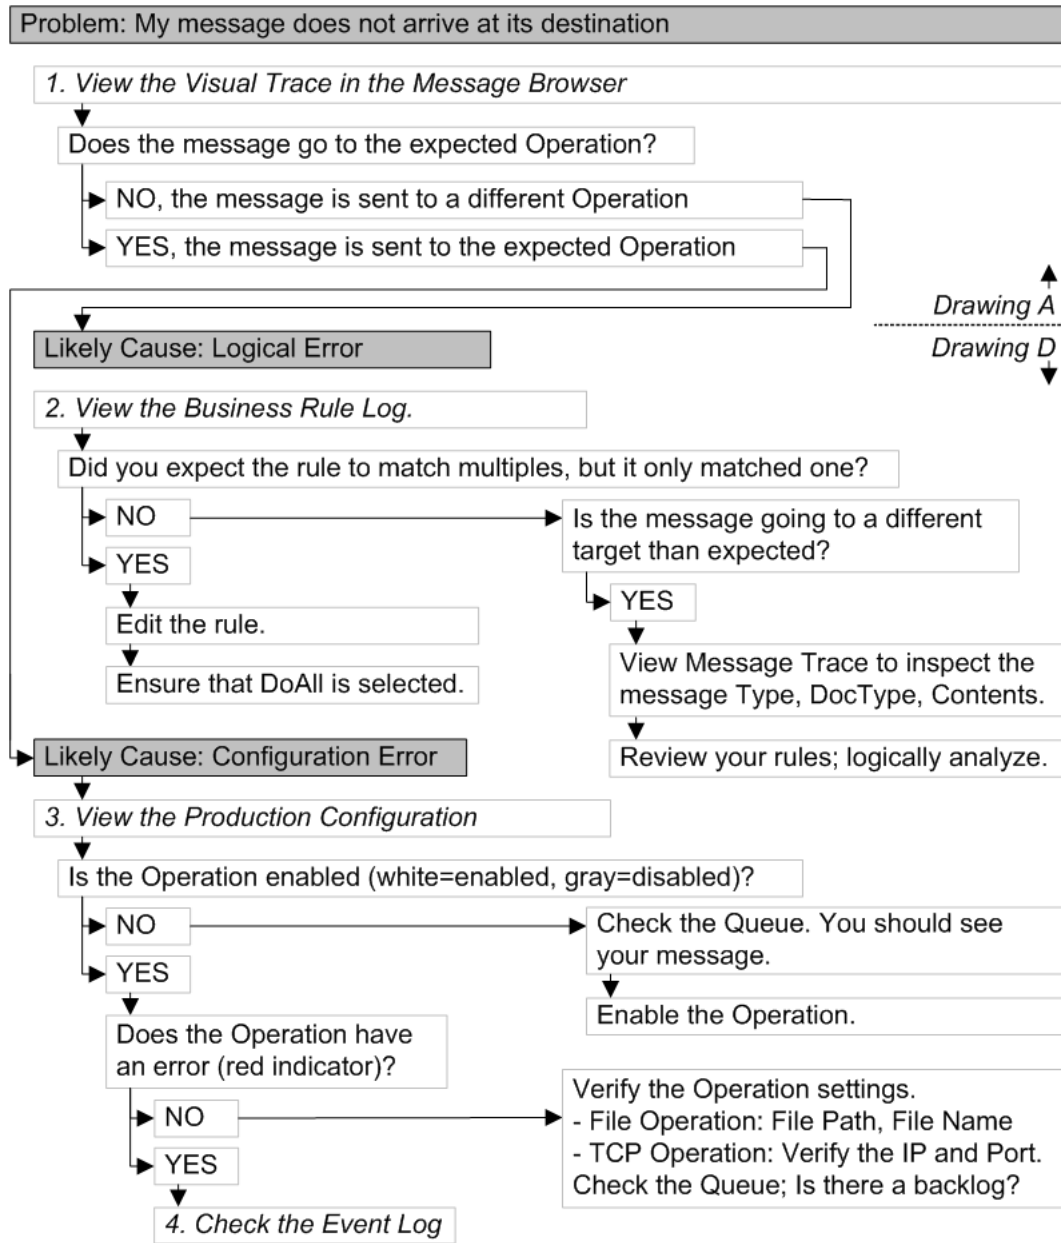 Problem: My message does not arrive at its destination
1. View the Visual Trace in the Message Browser
Does the message go to the expected Operation?
NO, the message is sent to a different Operation
YES, the message is sent to the expected Operation
Drawing A
Drawing D
Likely Cause: Logical Error
2. View the Business Rule Log.
Did you expect the rule to match multiples, but it only matched one?
NO
Is the message going to a different
target than expected?
YES
YES
Edit the rule.
View Message Trace to inspect the
message Type, DocType, Contents.
Ensure that DoAll is selected.
Review your rules; logically analyze.
Likely Cause: Configuration Error
3. View the Production Configuration
Is the Operation enabled (white=enabled, gray=disabled)?
NO
Check the Queue. You should see
your message.
YES
Enable the Operation.
Does the Operation have
an error (red indicator)?
NO
Verify the Operation settings.
- File Operation: File Path, File Name
- TCP Operation: Verify the IP and Port.
Check the Queue; Is there a backlog?
YES
4. Check the Event Log